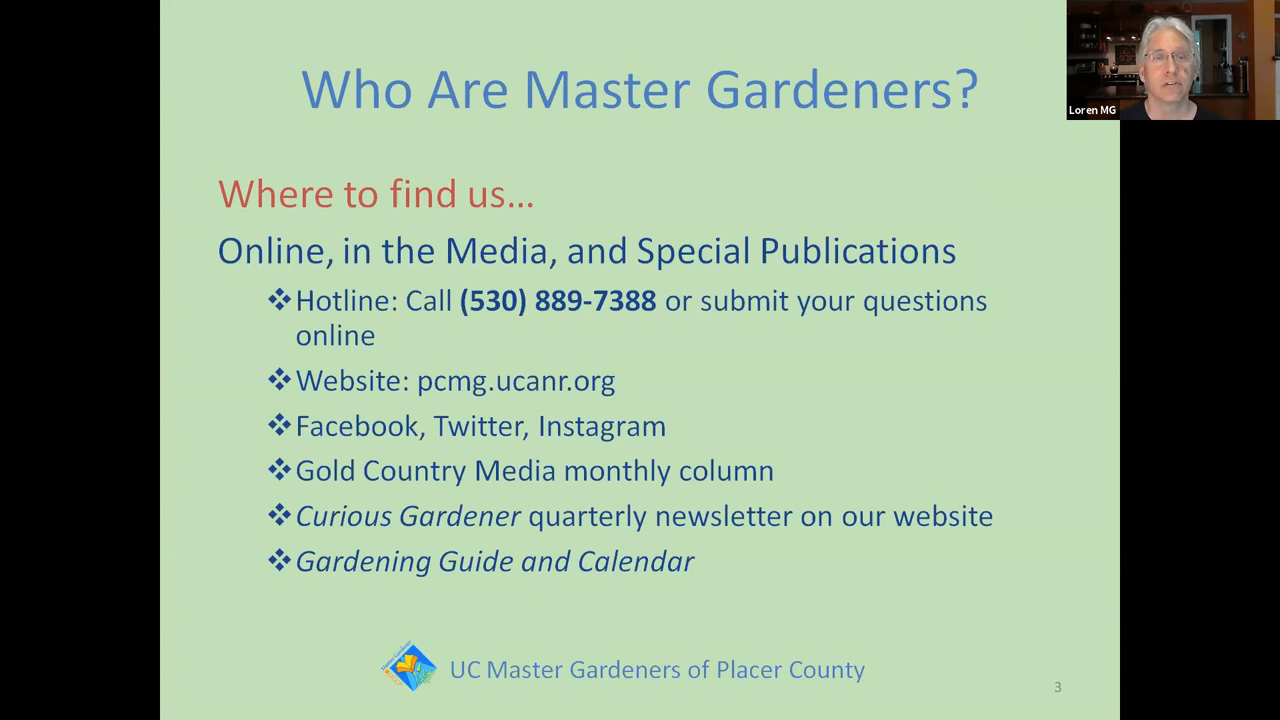 Who Are Master Gardeners?
Loren MG
Where to find us...
Online, in the Media, and Special Publications
❖Hotline: Call (530) 889-7388 or submit your questions
online
❖Website: pcmg.ucanr.org
❖Facebook, Twitter, Instagram
❖Gold Country Media monthly column
❖Curious Gardener quarterly newsletter on our website
❖Gardening Guide and Calendar
Master Gardener
UC Master Gardeners of Placer County
3